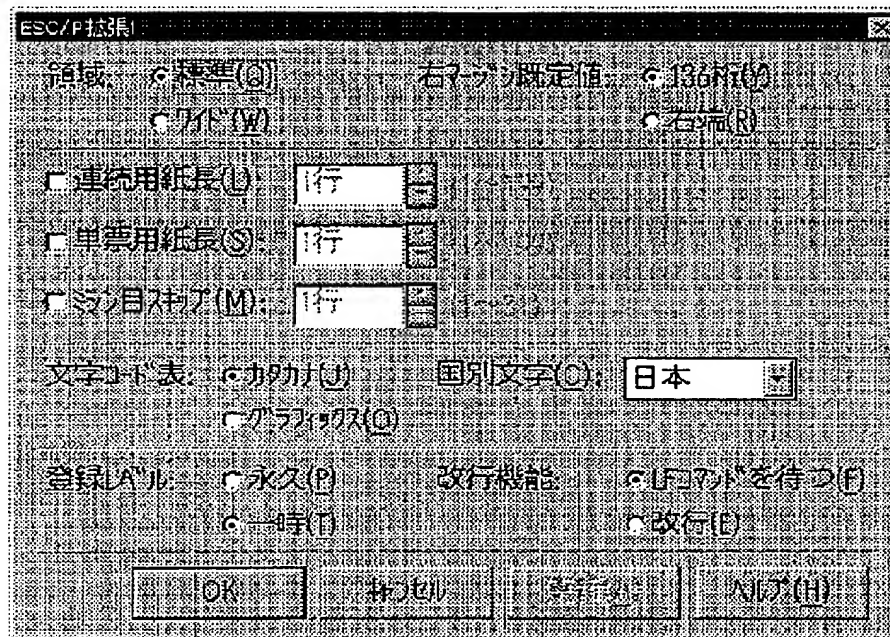 ESC/P拡張1
領域: 標準(Q) 右マージン既定値: 136桁(V)
ワイド(W) 右端(R)
連続用紙長(L): 1行
単票用紙長(S): 1行
ミシン目スキップ(M): 1行
文字コード表: カタカナ(J) 国別文字(C): 日本
グラフィックス(O)
登録レベル: 永久(P) 改行機能: LFコマンドを待つ(F)
一時(T) 改行(E)
OK キャンセル ヘルプ(H)